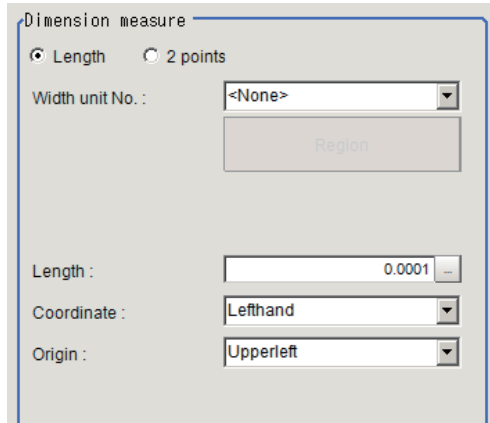 Dimension measure
Length 2 points
Width unit No. : <None>
Region
Length : 0.0001 ...
Coordinate : Lefthand
Origin : Upperleft